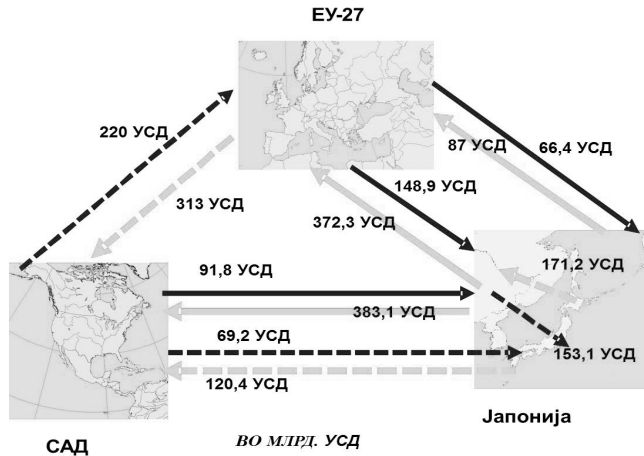 ЕУ-27
220 УСД
87 УСД
66,4 УСД
148,9 УСД
313 УСД
372,3 УСД
171,2 УСД
91,8 УСД
383,1 УСД
69,2 УСД
153,1 УСД
120,4 УСД
Јапонија
САД
ВО МЛРД. УСД